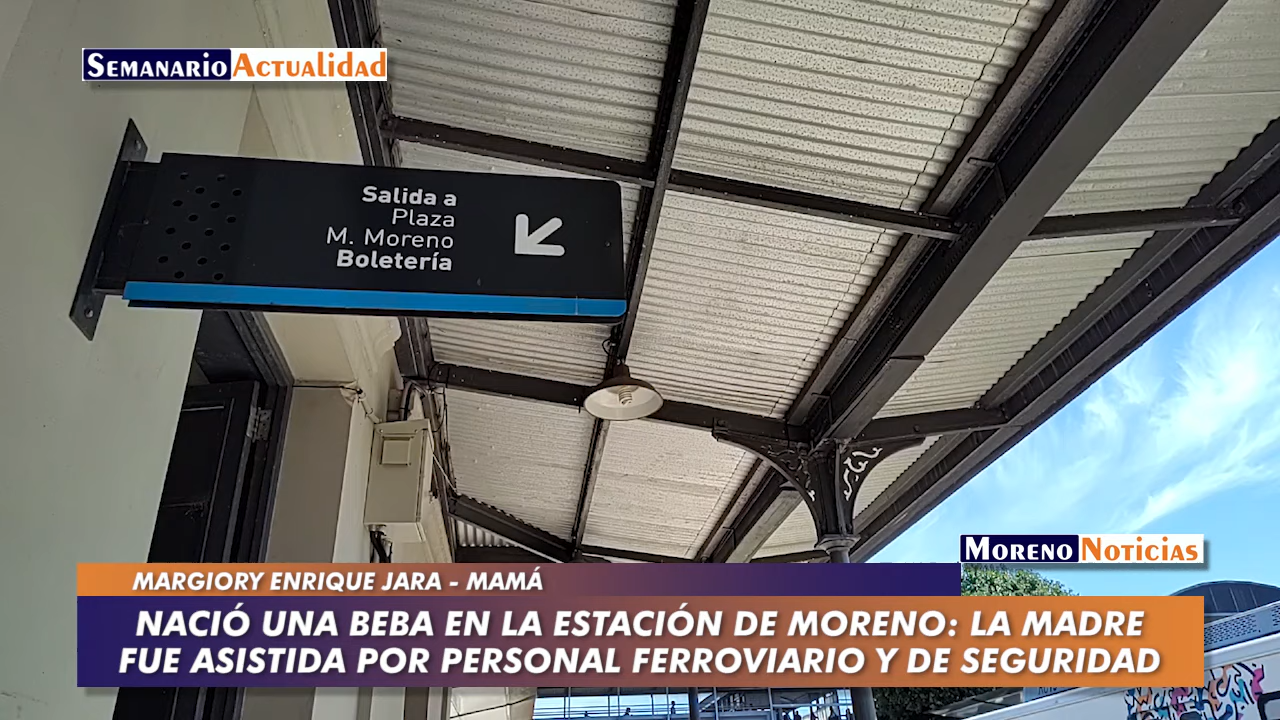 SEMANARIO ACTUALIDAD
Salida a
Plaza
M. Moreno
Boletería
MORENO NOTICIAS
MARGIORY ENRIQUE JARA - MAMÁ
NACIÓ UNA BEBA EN LA ESTACIÓN DE MORENO: LA MADRE
FUE ASISTIDA POR PERSONAL FERROVIARIO Y DE SEGURIDAD